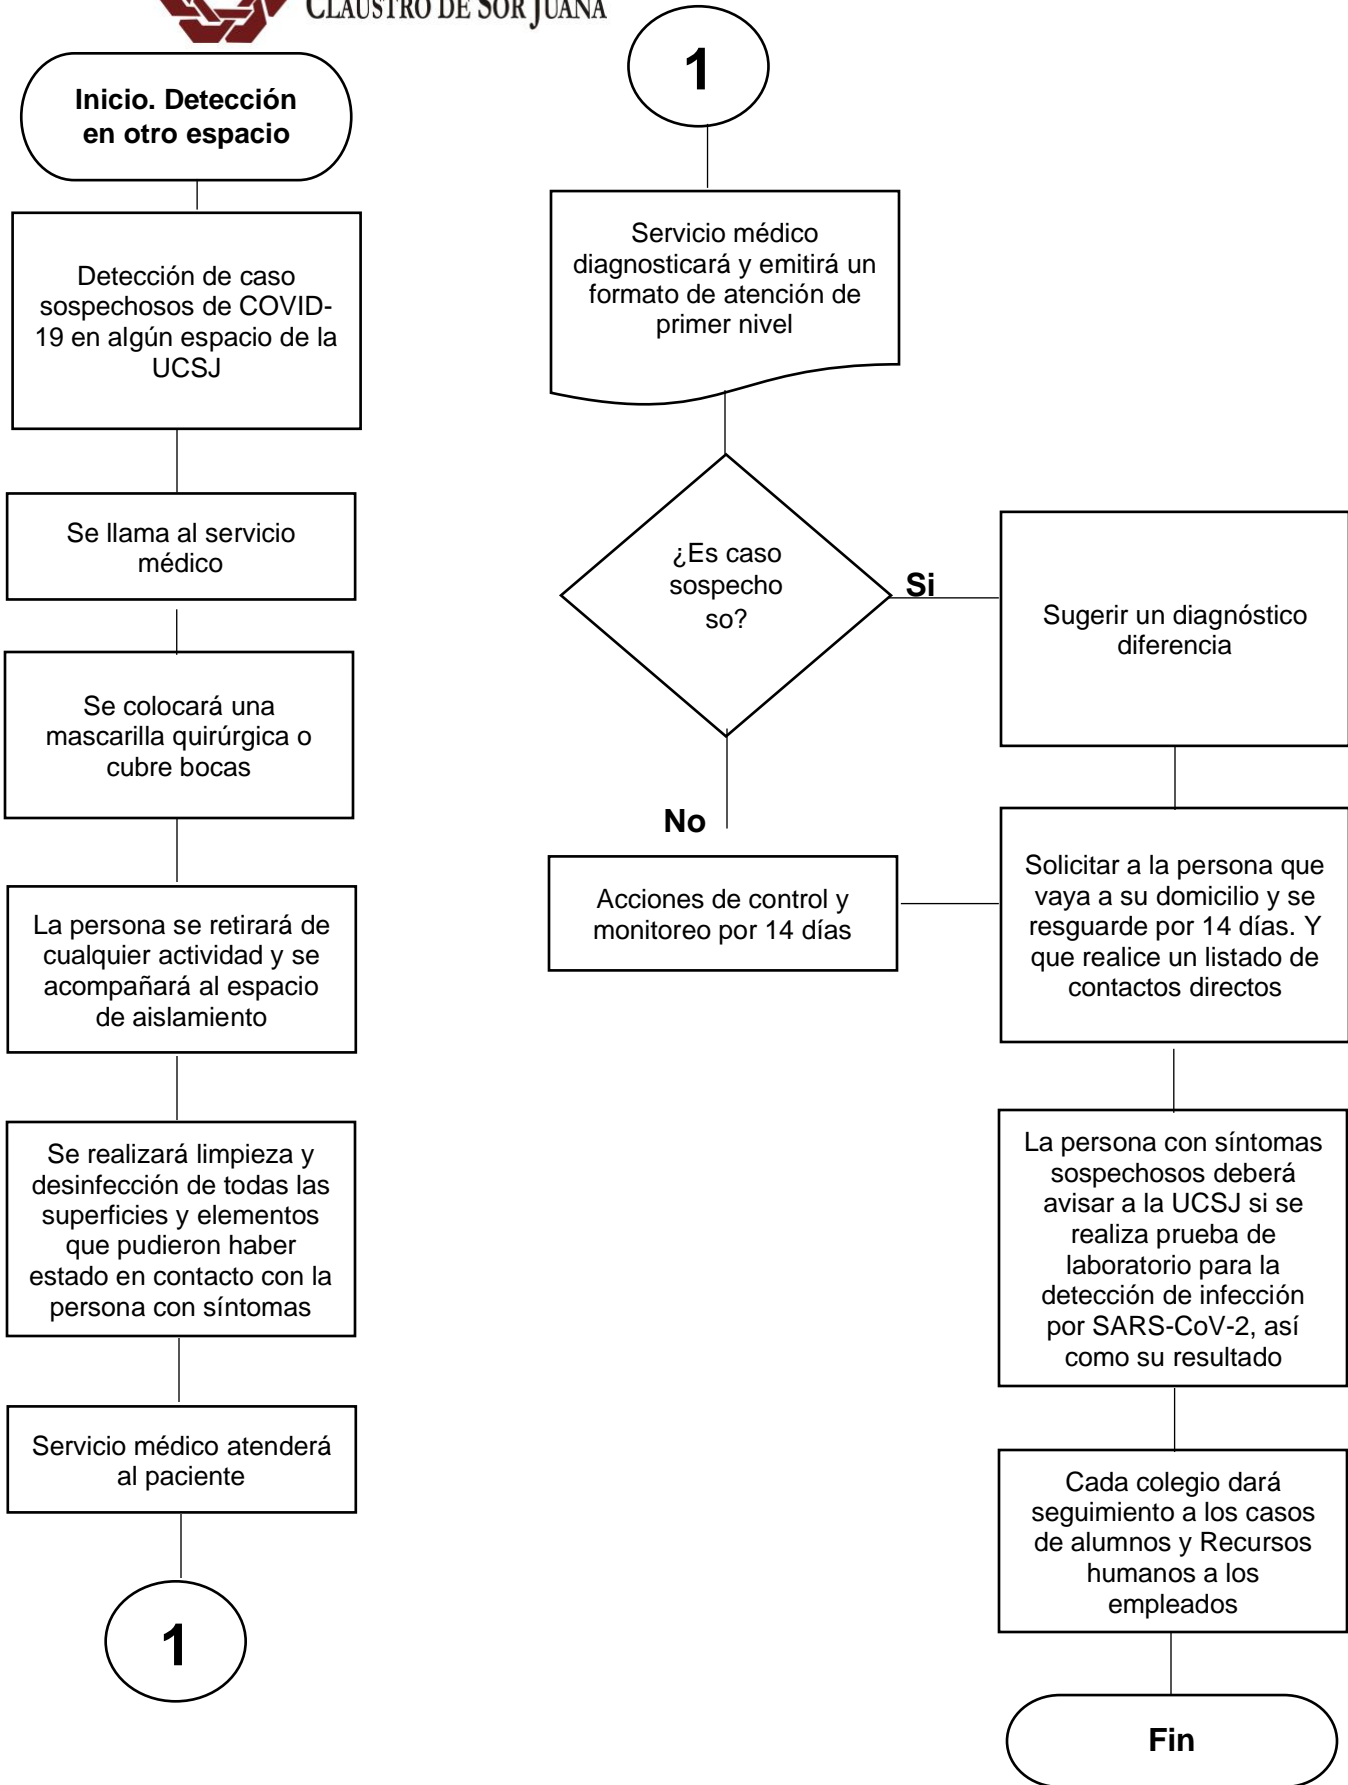 CLAUSTRO DE SOR JUANA
Inicio. Detección
en otro espacio
Detección de caso
sospechosos de COVID-
19 en algún espacio de la
UCSJ
Se llama al servicio
médico
Se colocará una
mascarilla quirúrgica o
cubre bocas
La persona se retirará de
cualquier actividad y se
acompañará al espacio
de aislamiento
Se realizará limpieza y
desinfección de todas las
superficies y elementos
que pudieron haber
estado en contacto con la
persona con síntomas
Servicio médico atenderá
al paciente
1
1
Servicio médico
diagnosticará y emitirá un
formato de atención de
primer nivel
¿Es caso
sospecho
so?
Si
No
Acciones de control y
monitoreo por 14 días
Sugerir un diagnóstico
diferencia
Solicitar a la persona que
vaya a su domicilio y se
resguarde por 14 días. Y
que realice un listado de
contactos directos
La persona con síntomas
sospechosos deberá
avisar a la UCSJ si se
realiza prueba de
laboratorio para la
detección de infección
por SARS-CoV-2, así
como su resultado
Cada colegio dará
seguimiento a los casos
de alumnos y Recursos
humanos a los
empleados
Fin